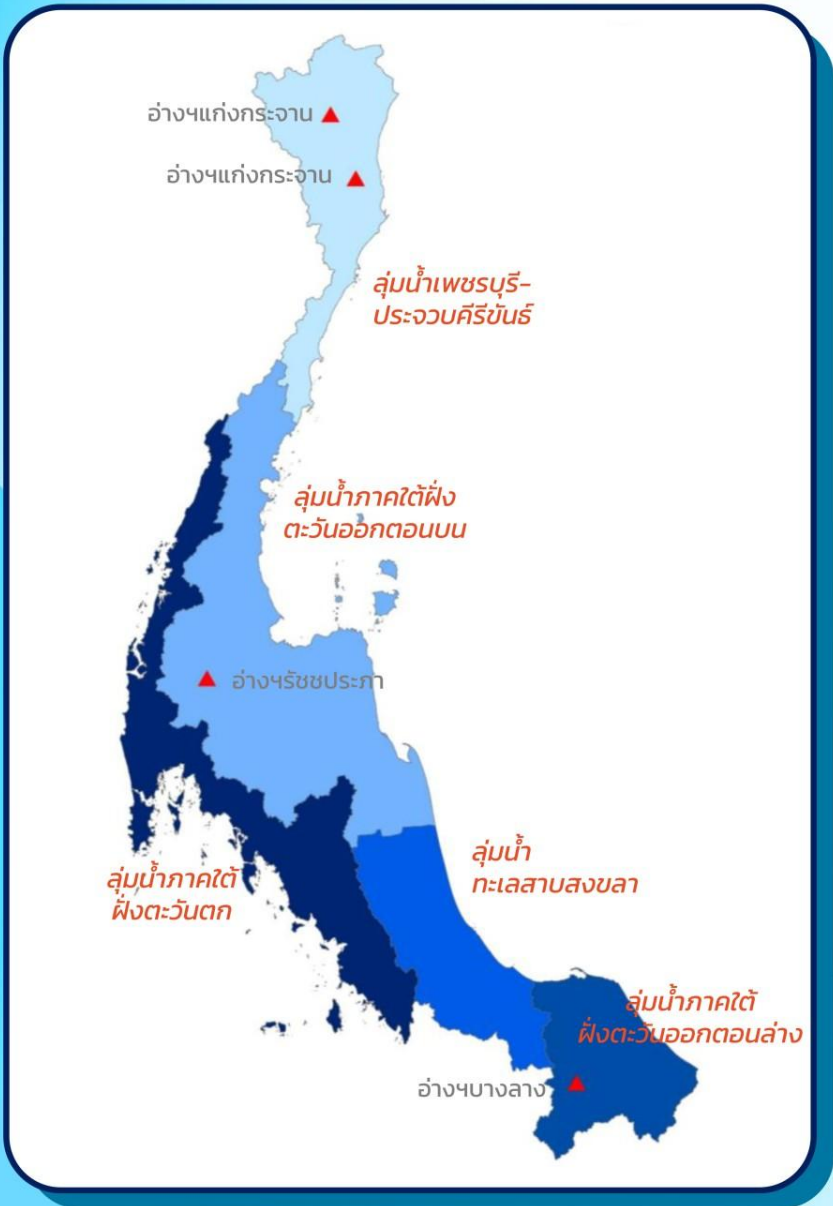 อ่างฯแก่งกระจาน
อ่างฯแก่งกระจาน
ลุ่มน้ำเพชรบุรี-
ประจวบคีรีขันธ์
ลุ่มน้ำภาคใต้ฝั่ง
ตะวันออกตอนบน
อ่างฯรัชชประภา
ลุ่มน้ำ
ทะเลสาบสงขลา
ลุ่มน้ำภาคใต้
ฝั่งตะวันตก
ลุ่มน้ำภาคใต้
ฝั่งตะวันออกตอนล่าง
อ่างฯบางลาง